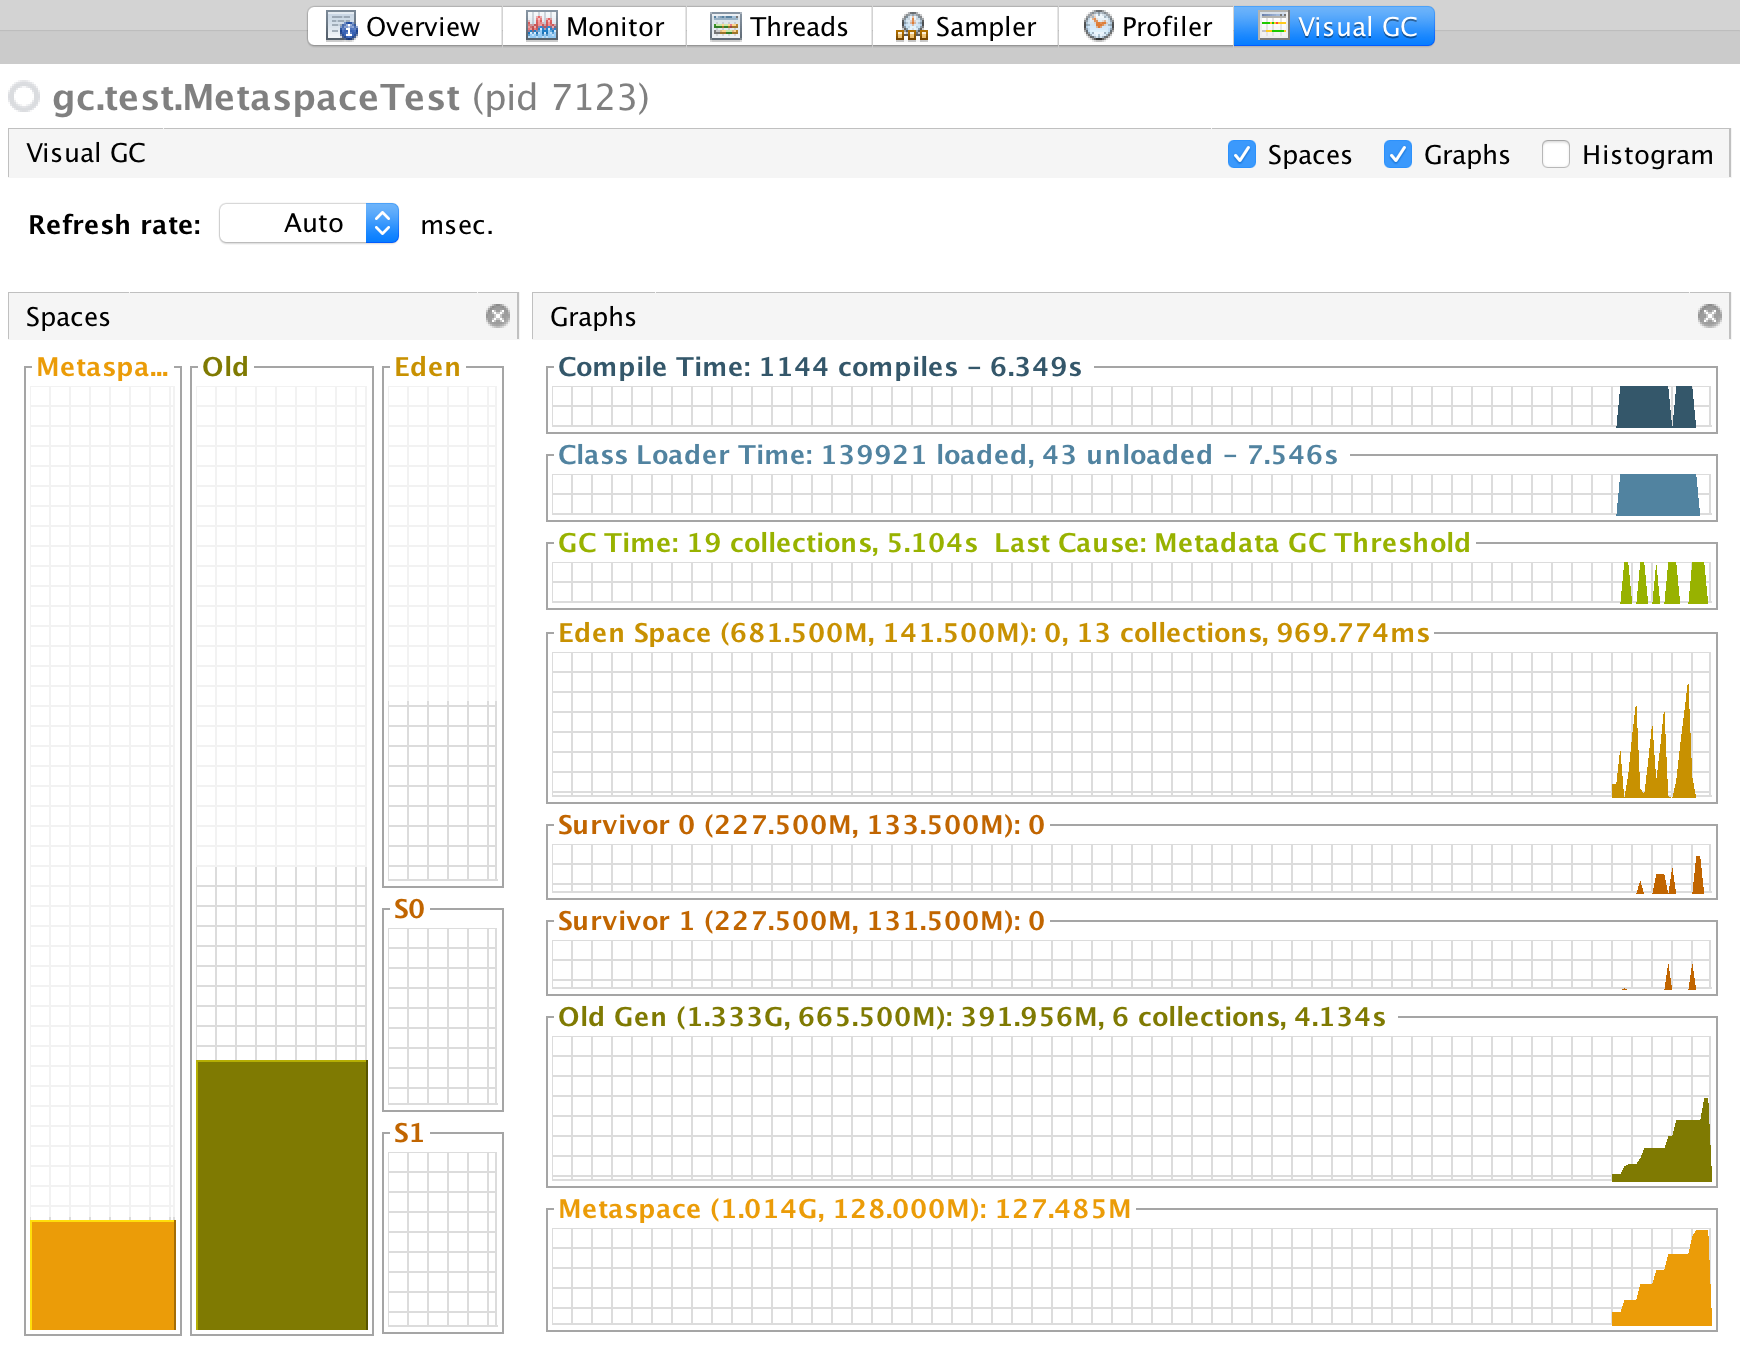 Overview Monitor Threads Sampler Profiler Visual GC
gc.test.MetaspaceTest (pid 7123)
Visual GC Spaces Graphs Histogram
Refresh rate: Auto msec.
Spaces
Metaspa... Old Eden
S0
S1
Graphs
Compile Time: 1144 compiles - 6.349s
Class Loader Time: 139921 loaded, 43 unloaded - 7.546s
GC Time: 19 collections, 5.104s Last Cause: Metadata GC Threshold
Eden Space (681.500M, 141.500M): 0, 13 collections, 969.774ms
Survivor 0 (227.500M, 133.500M): 0
Survivor 1 (227.500M, 131.500M): 0
Old Gen (1.333G, 665.500M): 391.956M, 6 collections, 4.134s
Metaspace (1.014G, 128.000M): 127.485M